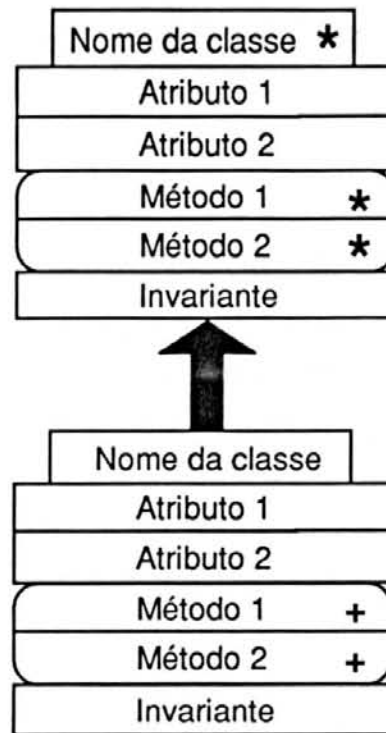 Nome da classe *
Atributo 1
Atributo 2
Método 1 *
Método 2 *
Invariante
Nome da classe
Atributo 1
Atributo 2
Método 1 +
Método 2 +
Invariante